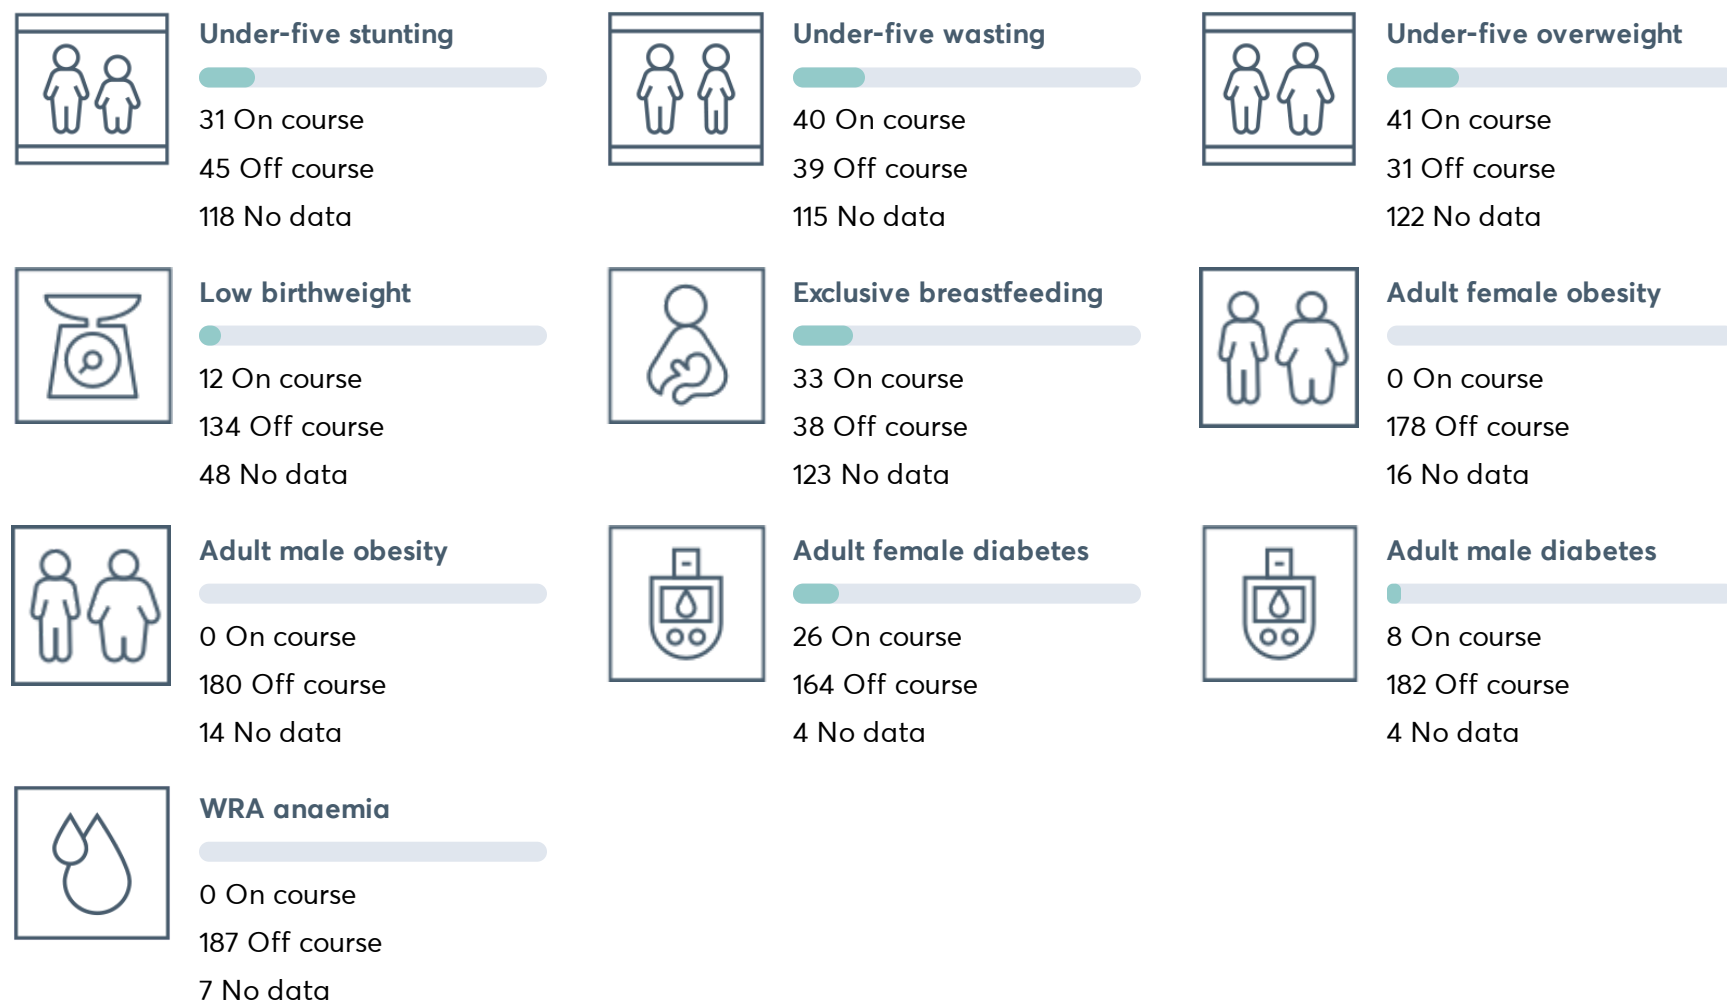 Under-five stunting
31 On course
45 Off course
118 No data
Under-five wasting
40 On course
39 Off course
115 No data
Under-five overweight
41 On course
31 Off course
122 No data
Low birthweight
12 On course
134 Off course
48 No data
Exclusive breastfeeding
33 On course
38 Off course
123 No data
Adult female obesity
0 On course
178 Off course
16 No data
Adult male obesity
0 On course
180 Off course
14 No data
Adult female diabetes
26 On course
164 Off course
4 No data
Adult male diabetes
8 On course
182 Off course
4 No data
WRA anaemia
0 On course
187 Off course
7 No data